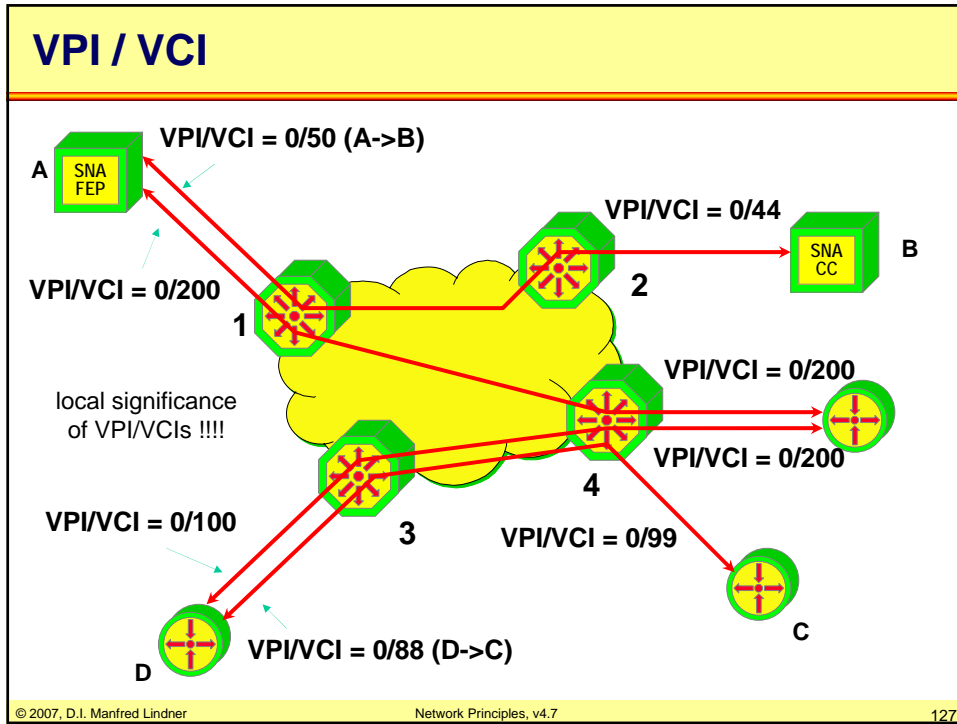 VPI / VCI
VPI/VCI = 0/50 (A->B)
A
SNA
FEP
VPI/VCI = 0/44
SNA
CC
B
VPI/VCI = 0/200
2
1
VPI/VCI = 0/200
local significance
of VPI/VCIs !!!!
VPI/VCI = 0/200
4
VPI/VCI = 0/100
3
VPI/VCI = 0/99
C
VPI/VCI = 0/88 (D->C)
D
© 2007, D.I. Manfred Lindner
Network Principles, v4.7
127